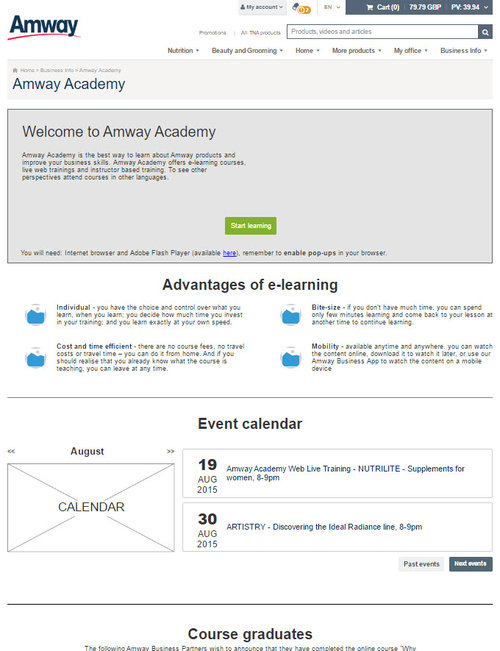 My account
2
EN
Cart (0)
79.79 GBP
PV: 39.94
Amway
Promotions | All TNA products
Products, videos and articles
Nutrition
Beauty and Grooming
Home
More products
My office
Business Info
Home > Business Info > Amway Academy
Amway Academy
Welcome to Amway Academy
Amway Academy is the best way to learn about Amway products and
improve your business skills. Amway Academy offers e-learning courses,
live web trainings and instructor based training. To see other
perspectives attend courses in other languages.
Start learning
You will need: Internet browser and Adobe Flash Player (available here), remember to enable pop-ups in your browser.
Advantages of e-learning
Individual - you have the choice and control over what you
learn, when you learn; you decide how much time you invest
in your training; and you learn exactly at your own speed.
Bite-size - if you don't have much time, you can spend
only few minutes learning and come back to your lesson at
another time to continue learning.
Cost and time efficient - there are no course fees, no travel
costs or travel time – you can do it from home. And if you
should realise that you already know what the course is
teaching, you can leave at any time.
Mobility - available anytime and anywhere, you can watch
the content online, download it to watch it later, or use our
Amway Business App to watch the content on a mobile
device
Event calendar
<< August >>
CALENDAR
19
AUG
2015
Amway Academy Web Live Training - NUTRILITE - Supplements for
women, 8-9pm
30
AUG
2015
ARTISTRY - Discovering the Ideal Radiance line, 8-9pm
Past events
Next events
Course graduates
The following Amway Business Partners wish to announce that they have completed the online course "Why